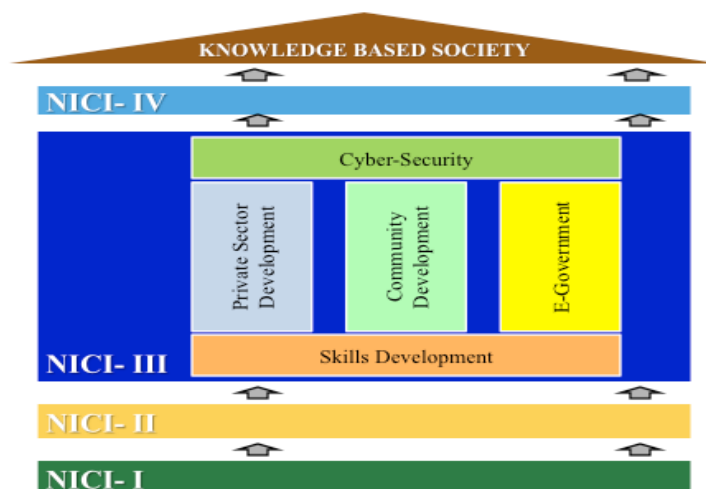 KNOWLEDGE BASED SOCIETY
NICI- IV
Cyber-Security
Private Sector
Development
Community
Development
E-Government
Skills Development
NICI- III
NICI- II
NICI- I